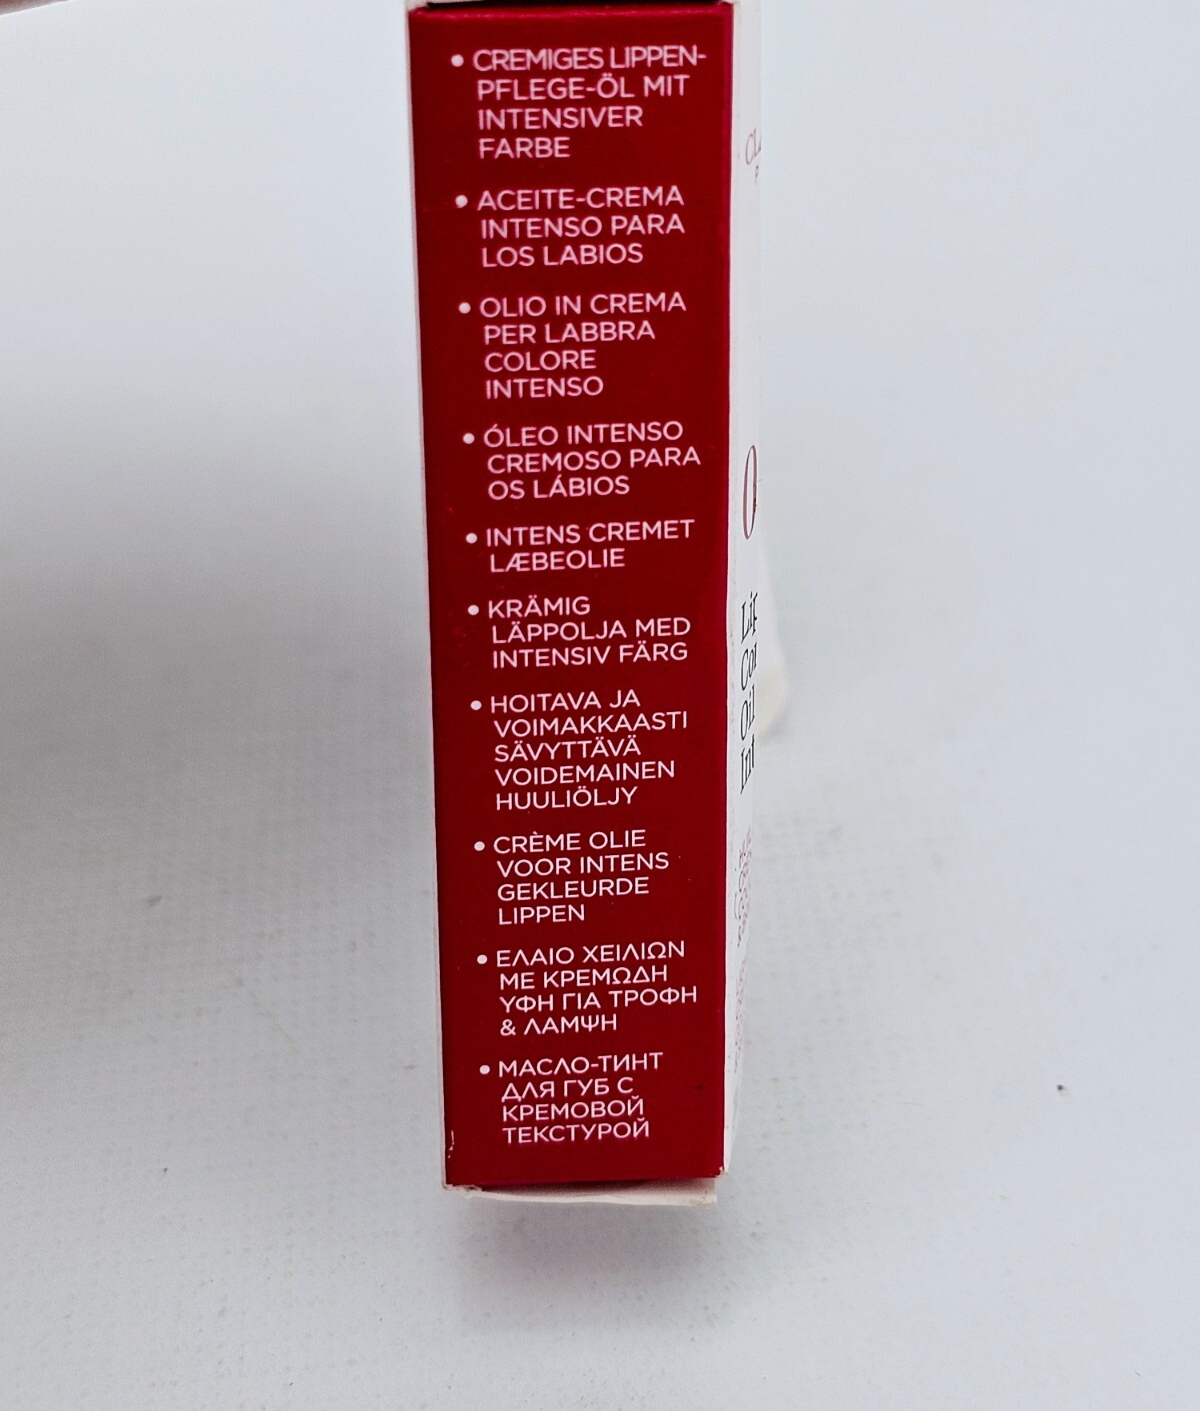 • CREMIGES LIPPEN-
PFLEGE-ÖL MIT
INTENSIVER
FARBE
• ACEITE-CREMA
INTENSO PARA
LOS LABIOS
• OLIO IN CREMA
PER LABBRA
COLORE
INTENSO
• ÓLEO INTENSO
CREMOSO PARA
OS LÁBIOS
• INTENS CREMET
LÆBEOLIE
• KRÄMIG
LÄPPOLJA MED
INTENSIV FÄRG
• HOITAVA JA
VOIMAKKAASTI
SÄVYTTÄVÄ
VOIDEMAINEN
HUULIÖLJY
• CRÈME OLIE
VOOR INTENS
GEKLEURDE
LIPPEN
• ΕΛΑΙΟ ΧΕΙΛΙΩΝ
ΜΕ ΚΡΕΜΩΔΗ
ΥΦΗ ΓΙΑ ΤΡΟΦΗ
& ΛΑΜΨΗ
• МАСЛО-ТИНТ
ДЛЯ ГУБ С
КРЕМОВОЙ
ТЕКСТУРОЙ
Oil